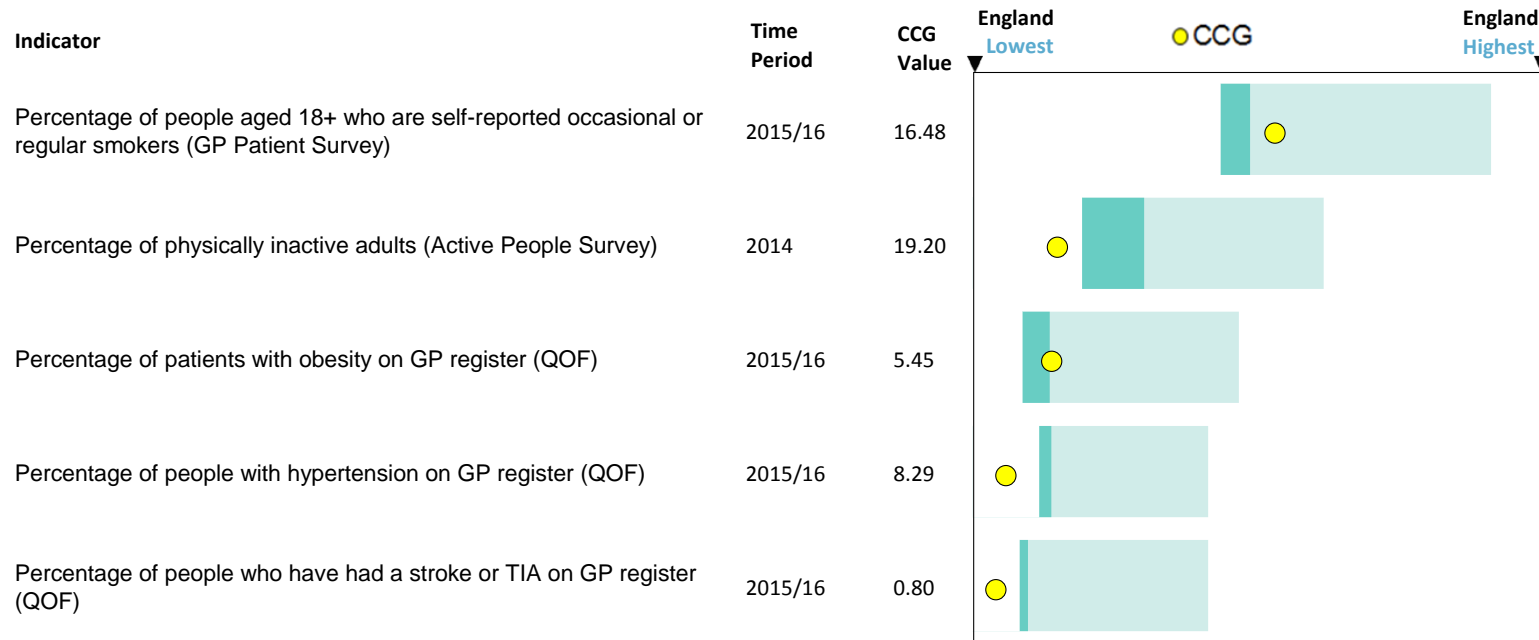 Indicator
Time
Period
CCG
Value
England
Lowest
CCG
England
Highest
Percentage of people aged 18+ who are self-reported occasional or
regular smokers (GP Patient Survey)
2015/16
16.48
Percentage of physically inactive adults (Active People Survey)
2014
19.20
Percentage of patients with obesity on GP register (QOF)
2015/16
5.45
Percentage of people with hypertension on GP register (QOF)
2015/16
8.29
Percentage of people who have had a stroke or TIA on GP register
(QOF)
2015/16
0.80